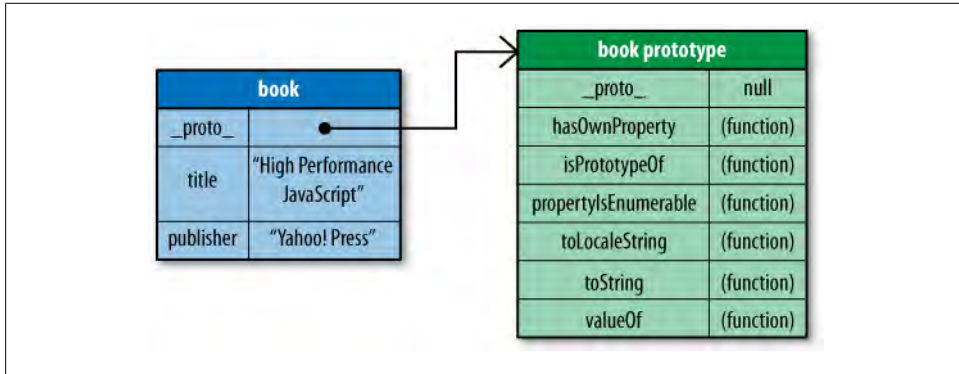 book
_proto_
title
“High Performance
JavaScript”
publisher
“Yahoo! Press”
book prototype
_proto_ null
hasOwnProperty (function)
isPrototypeOf (function)
propertyIsEnumerable (function)
toLocaleString (function)
toString (function)
valueOf (function)